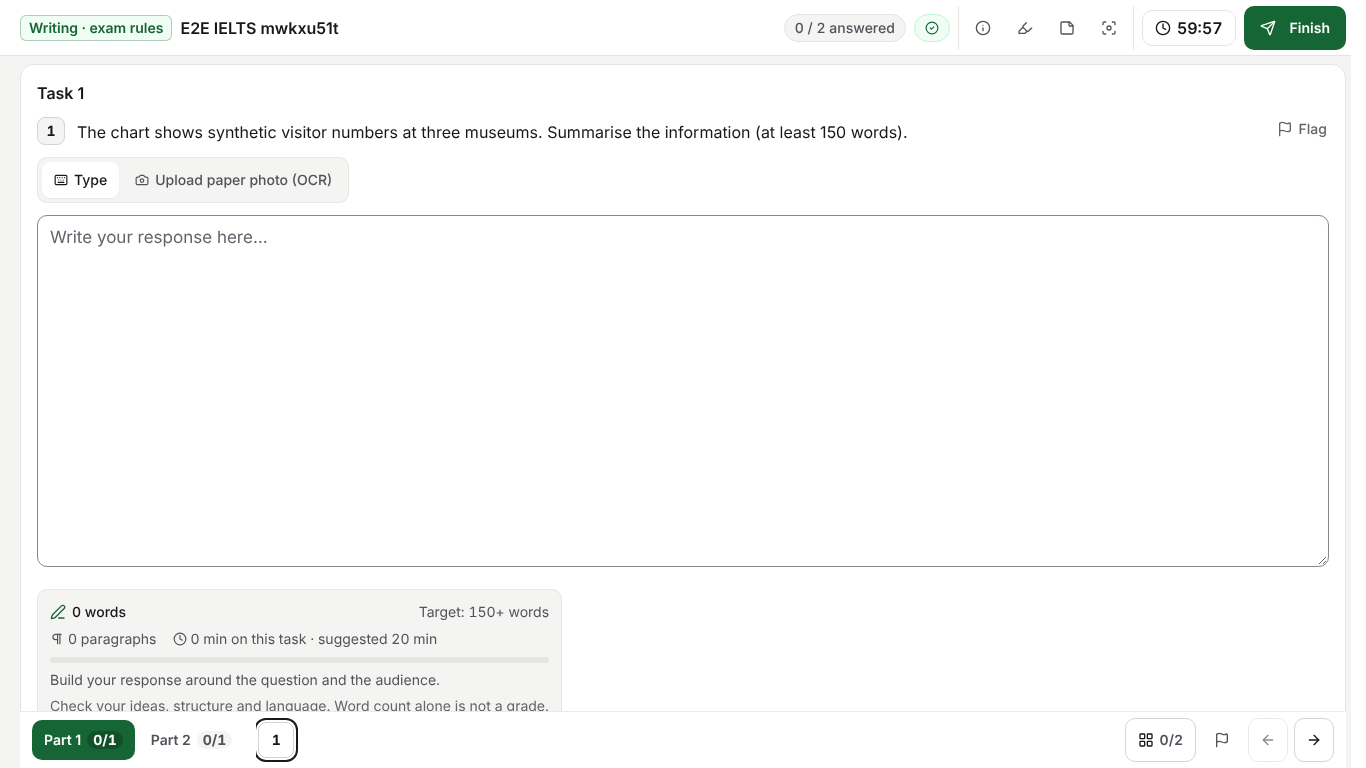 Writing · exam rules E2E IELTS mwkxu51t 0 / 2 answered 59:57 Finish
Task 1
1 The chart shows synthetic visitor numbers at three museums. Summarise the information (at least 150 words). Flag
Type Upload paper photo (OCR)
Write your response here...
0 words Target: 150+ words
0 paragraphs 0 min on this task · suggested 20 min
Build your response around the question and the audience.
Check your ideas, structure and language. Word count alone is not a grade.
Part 1 0/1 Part 2 0/1 1 0/2